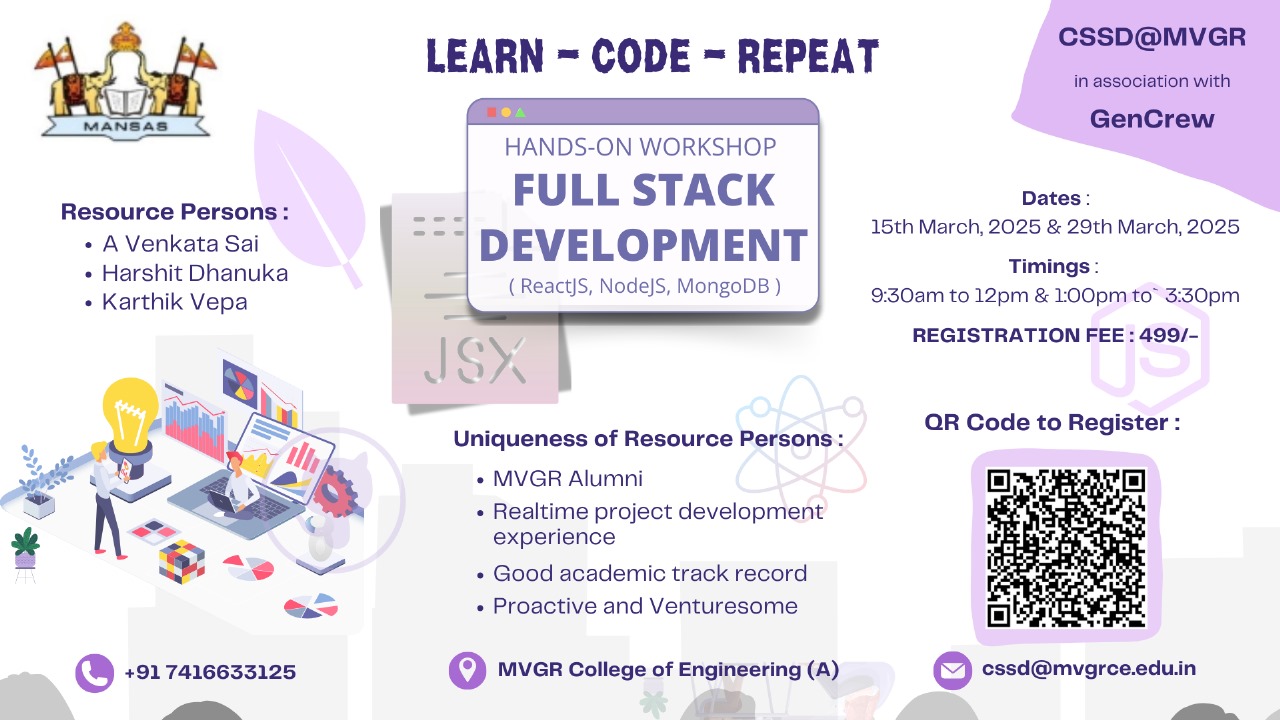 MANSAS
LEARN - CODE - REPEAT
CSSD@MVGR
in association with
GenCrew
HANDS-ON WORKSHOP
FULL STACK
DEVELOPMENT
( ReactJS, NodeJS, MongoDB )
JSX
Resource Persons :
• A Venkata Sai
• Harshit Dhanuka
• Karthik Vepa
Dates :
15th March, 2025 & 29th March, 2025
Timings :
9:30am to 12pm & 1:00pm to` 3:30pm
REGISTRATION FEE : 499/-
JS
Uniqueness of Resource Persons :
• MVGR Alumni
• Realtime project development
experience
• Good academic track record
• Proactive and Venturesome
QR Code to Register :
+91 7416633125
MVGR College of Engineering (A)
cssd@mvgrce.edu.in